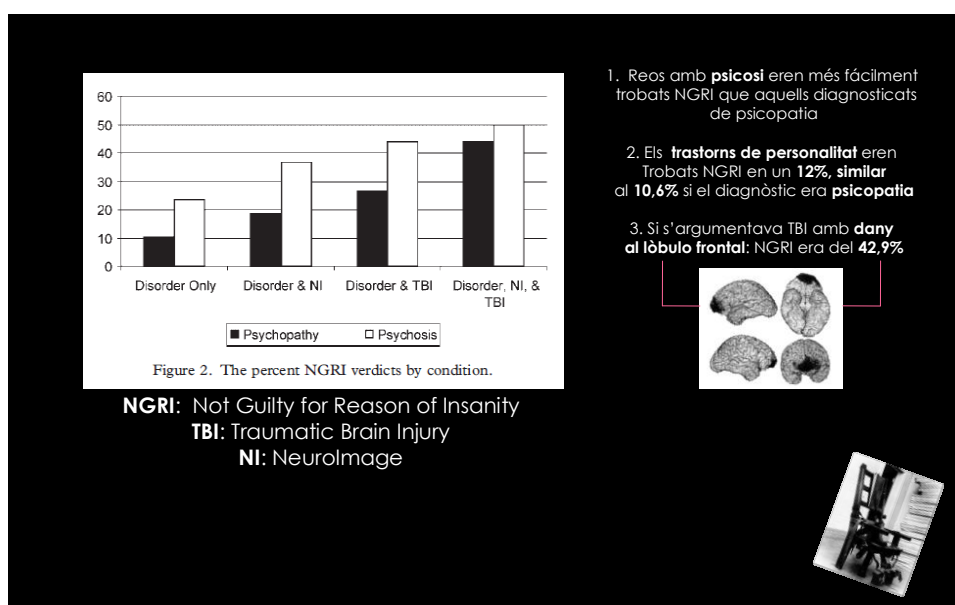 60
50
40
30
20
10
0
Disorder Only
Disorder & NI
Disorder & TBI
Disorder, NI, &
TBI
Psychopathy
Psychosis
Figure 2. The percent NGRI verdicts by condition.
NGRI: Not Guilty for Reason of Insanity
TBI: Traumatic Brain Injury
NI: NeuroImage
1. Reos amb psicosi eren més fácilment
trobats NGRI que aquells diagnosticats
de psicopatia
2. Els trastorns de personalitat eren
Trobats NGRI en un 12%, similar
al 10,6% si el diagnòstic era psicopatia
3. Si s'argumentava TBI amb dany
al lòbulo frontal: NGRI era del 42,9%